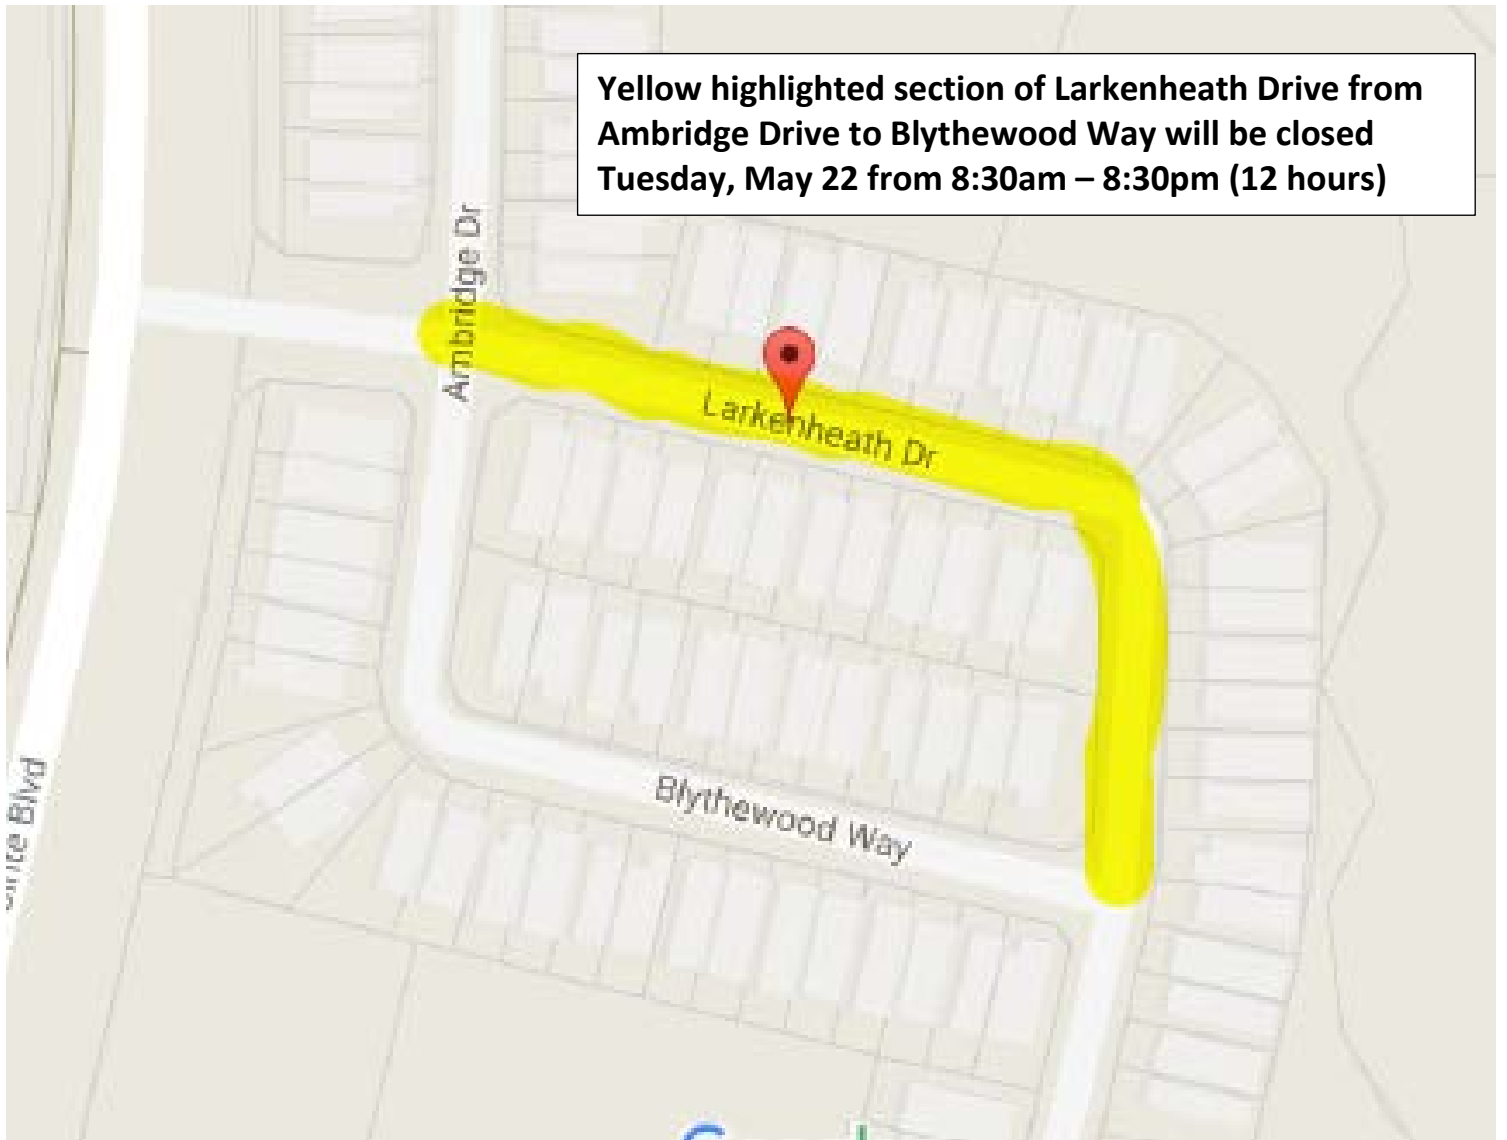 Yellow highlighted section of Larkenheath Drive from
Ambridge Drive to Blythewood Way will be closed
Tuesday, May 22 from 8:30am – 8:30pm (12 hours)
Ambridge Dr
Larkenheath Dr
Blythewood Way
Blvd